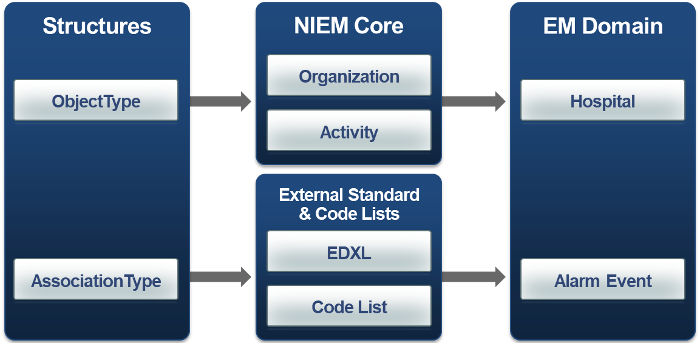 Structures
ObjectType
AssociationType
NIEM Core
Organization
Activity
External Standard
& Code Lists
EDXL
Code List
EM Domain
Hospital
Alarm Event